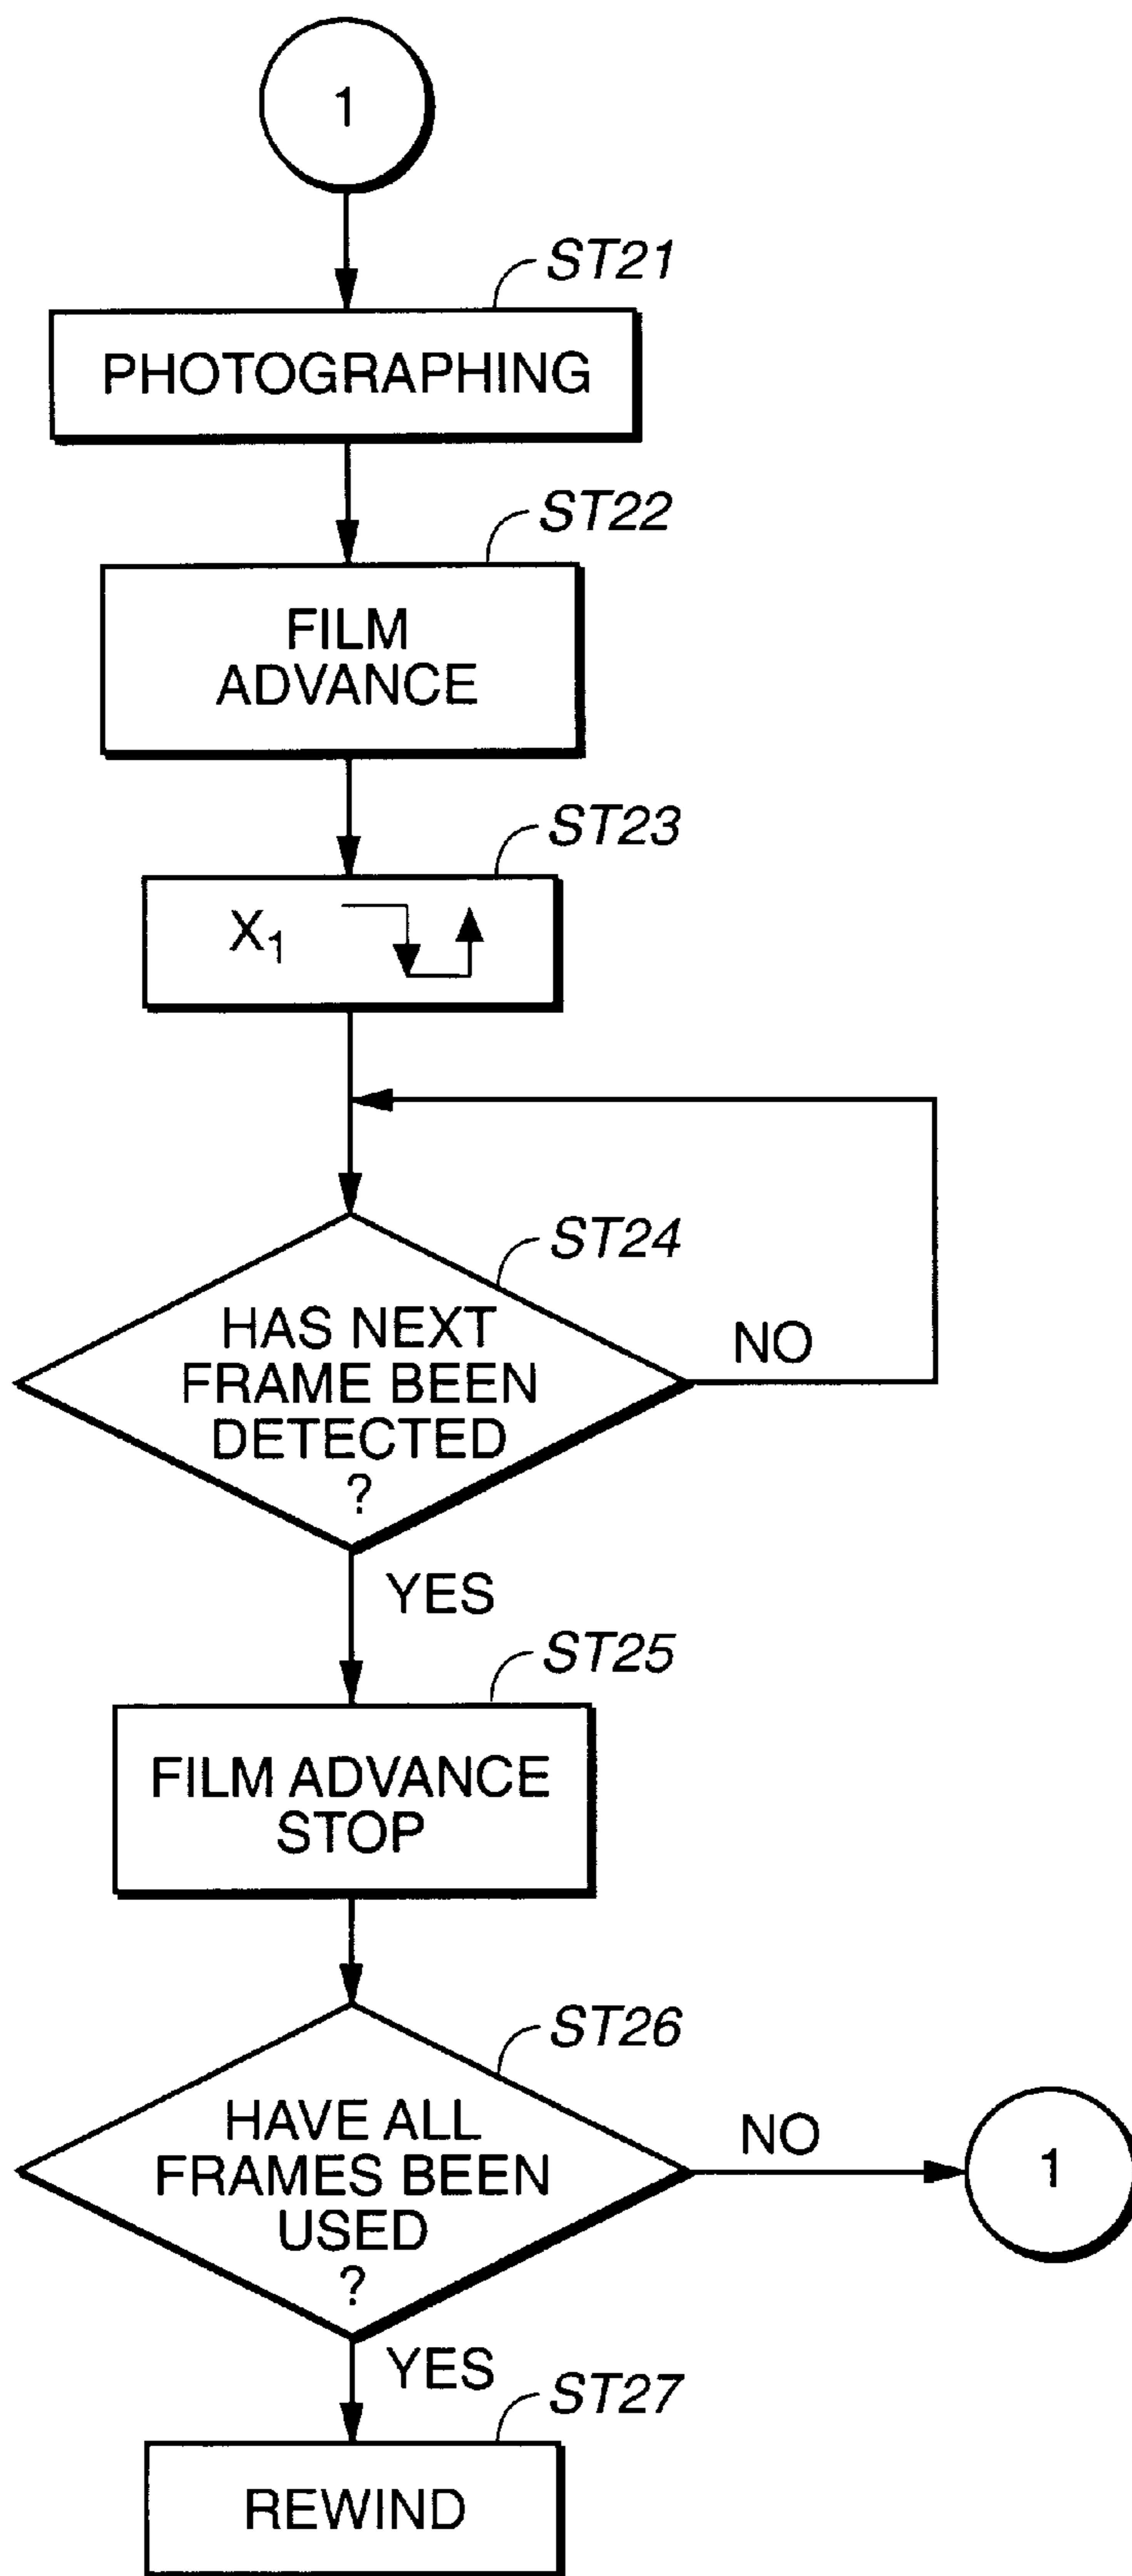 1
ST21
PHOTOGRAPHING
ST22
FILM
ADVANCE
ST23
X₁
ST24
HAS NEXT
FRAME BEEN
DETECTED
?
NO
YES
ST25
FILM ADVANCE
STOP
ST26
HAVE ALL
FRAMES BEEN
USED
?
NO
1
YES
ST27
REWIND